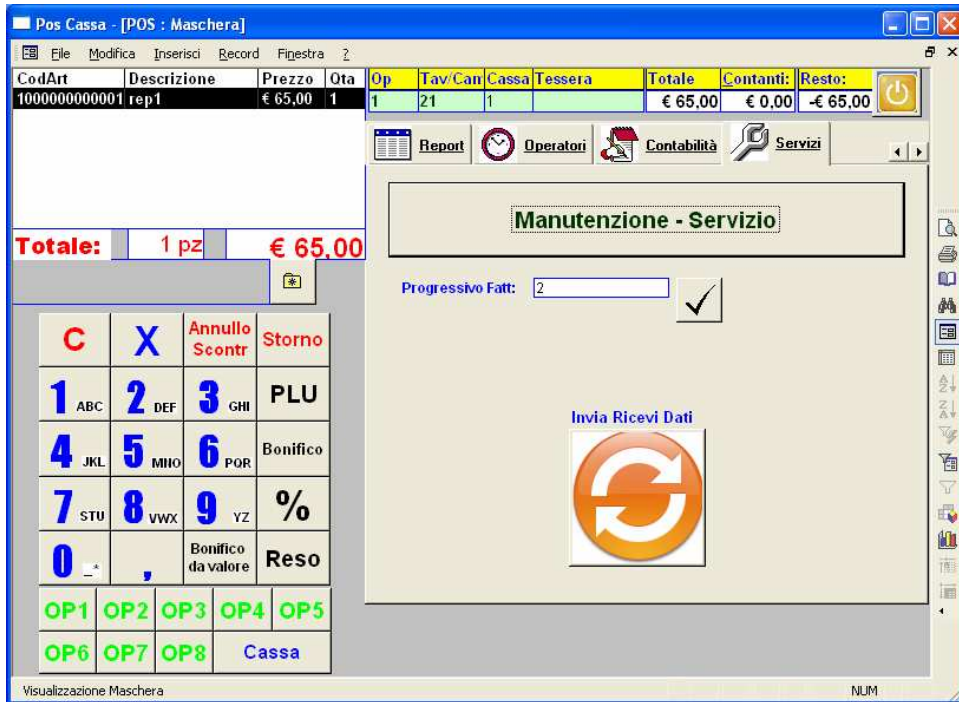 Pos Cassa - [POS : Maschera]
File Modifica Inserisci Record Finestra ?
CodArt Descrizione Prezzo Qta
1000000000001 rep1 € 65,00 1
Op Tav/Cam Cassa Tessera Totale Contanti: Resto:
1 21 1 € 65,00 € 0,00 -€ 65,00
Report Operatori Contabilità Servizi
Manutenzione - Servizio
Totale: 1 pz € 65,00
Progressivo Fatt: 2
C X Annullo Scontr Storno
1 ABC 2 DEF 3 GHI PLU
4 JKL 5 MNO 6 PQR Bonifico
7 STU 8 VWX 9 YZ %
0 _* , Bonifico da valore Reso
OP1 OP2 OP3 OP4 OP5
OP6 OP7 OP8 Cassa
Invia Ricevi Dati
Visualizzazione Maschera NUM